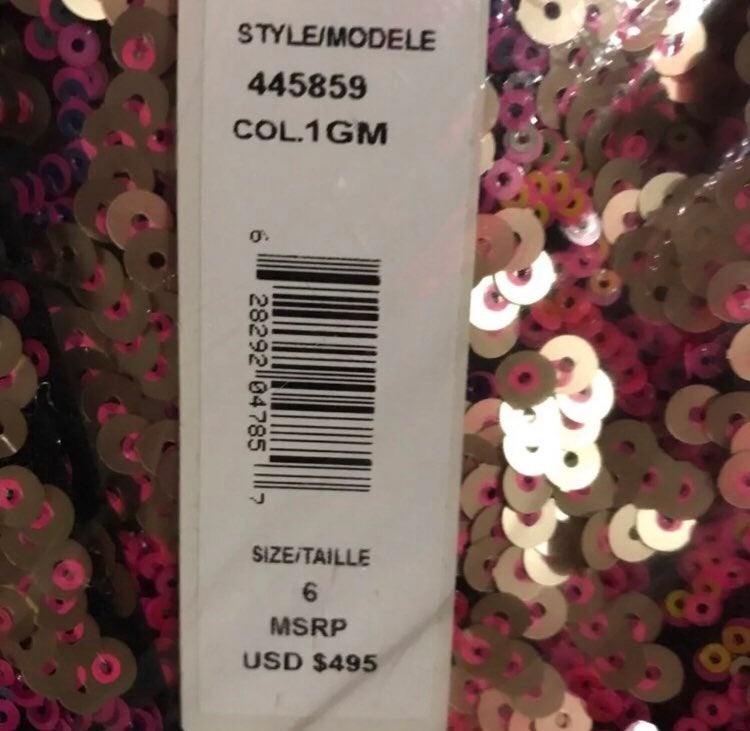 STYLE/MODELE
445859
COL.1GM
6 28292 04785 7
SIZE/TAILLE
6
MSRP
USD $495